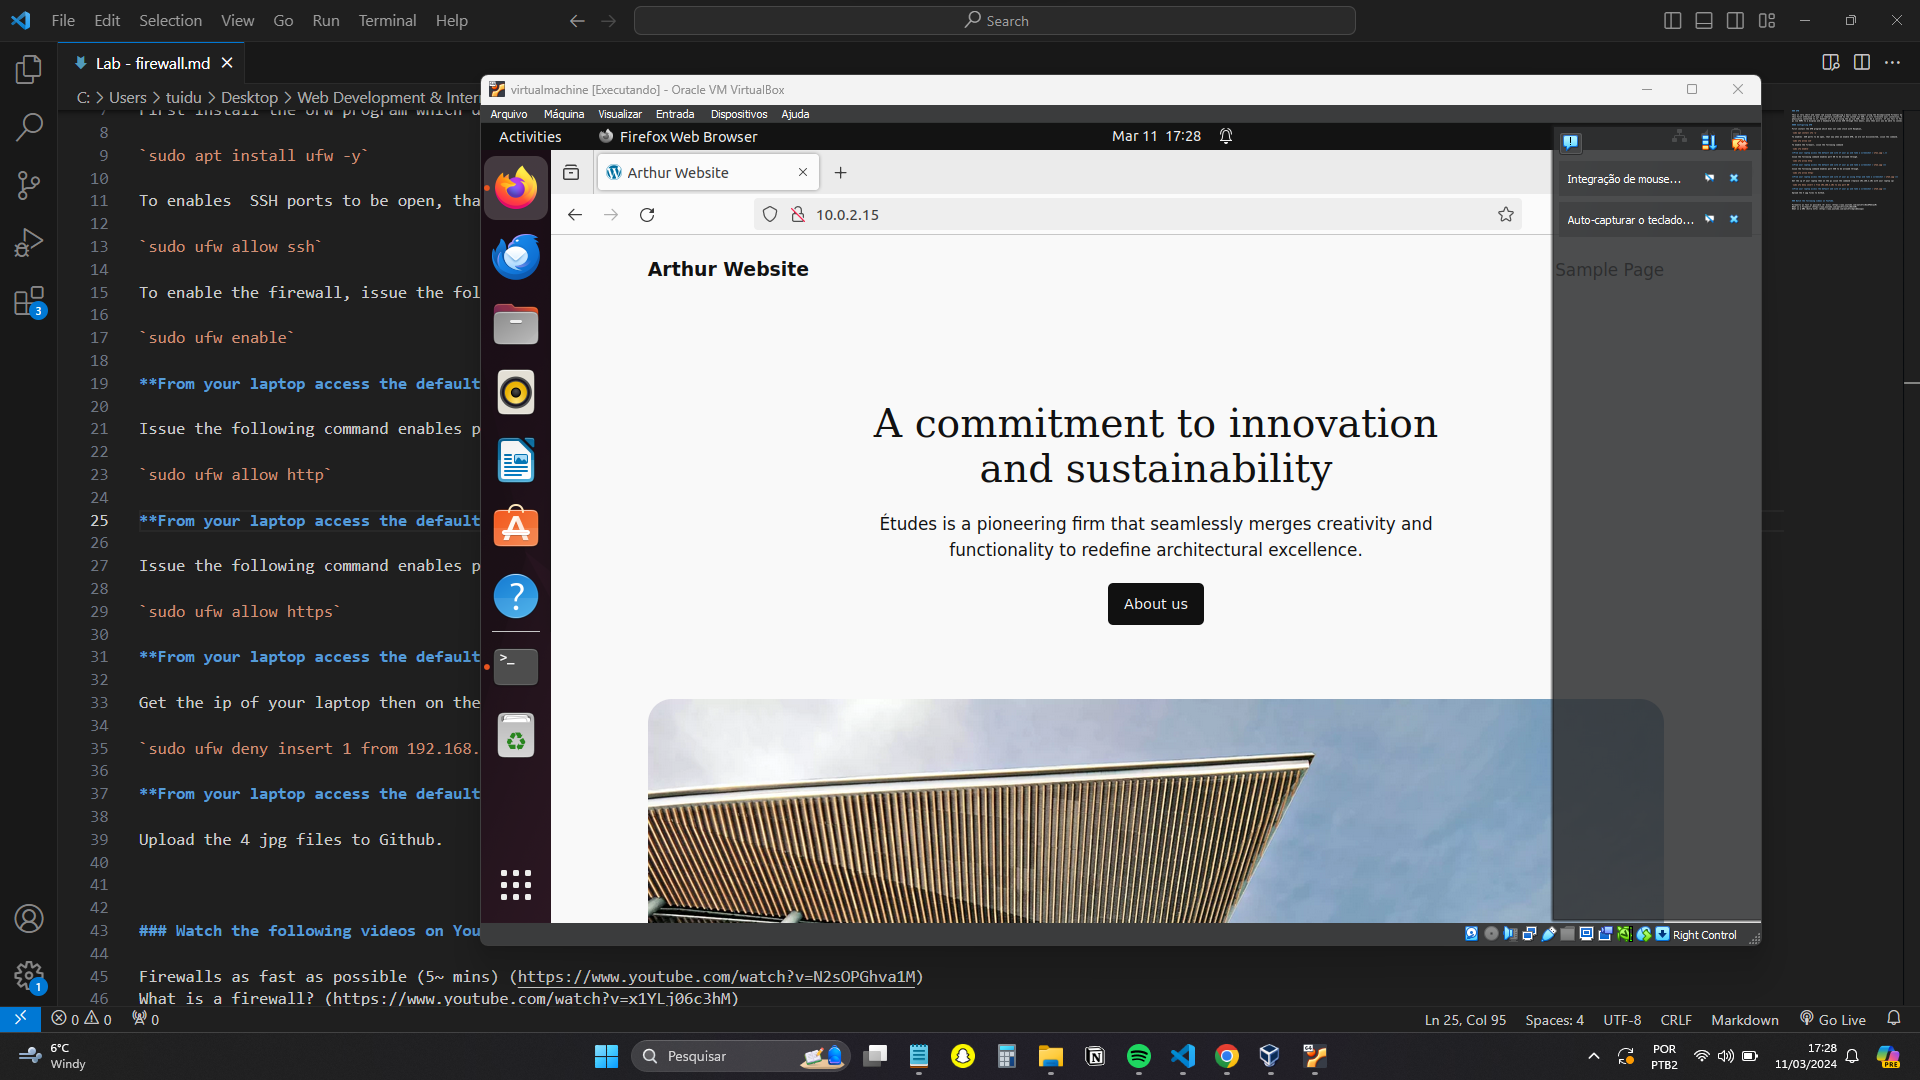 File Edit Selection View Go Run Terminal Help
Search
Lab - firewall.md
C: > Users > tuidu > Desktop > Web Development & Inter
7
8
9 `sudo apt install ufw -y`
10
11 To enables  SSH ports to be open, tha
12
13 `sudo ufw allow ssh`
14
15 To enable the firewall, issue the fol
16
17 `sudo ufw enable`
18
19 **From your laptop access the default
20
21 Issue the following command enables p
22
23 `sudo ufw allow http`
24
25 **From your laptop access the default
26
27 Issue the following command enables p
28
29 `sudo ufw allow https`
30
31 **From your laptop access the default
32
33 Get the ip of your laptop then on the
34
35 `sudo ufw deny insert 1 from 192.168.
36
37 **From your laptop access the default
38
39 Upload the 4 jpg files to Github.
40
41
42
43 ### Watch the following videos on You
44
45 Firewalls as fast as possible (5~ mins) (https://www.youtube.com/watch?v=N2sOPGhva1M)
46 What is a firewall? (https://www.youtube.com/watch?v=x1YLj06c3hM)
virtualmachine [Executando] - Oracle VM VirtualBox
Arquivo Máquina Visualizar Entrada Dispositivos Ajuda
Activities Firefox Web Browser Mar 11 17:28
Arthur Website
10.0.2.15
Integração de mouse...
Auto-capturar o teclado...
Arthur Website Sample Page
A commitment to innovation
and sustainability
Études is a pioneering firm that seamlessly merges creativity and
functionality to redefine architectural excellence.
About us
Right Control
3
1
0 0 0
Ln 25, Col 95 Spaces: 4 UTF-8 CRLF Markdown Go Live
6°C
Windy
Pesquisar
POR
PTB2
17:28
11/03/2024
PRE